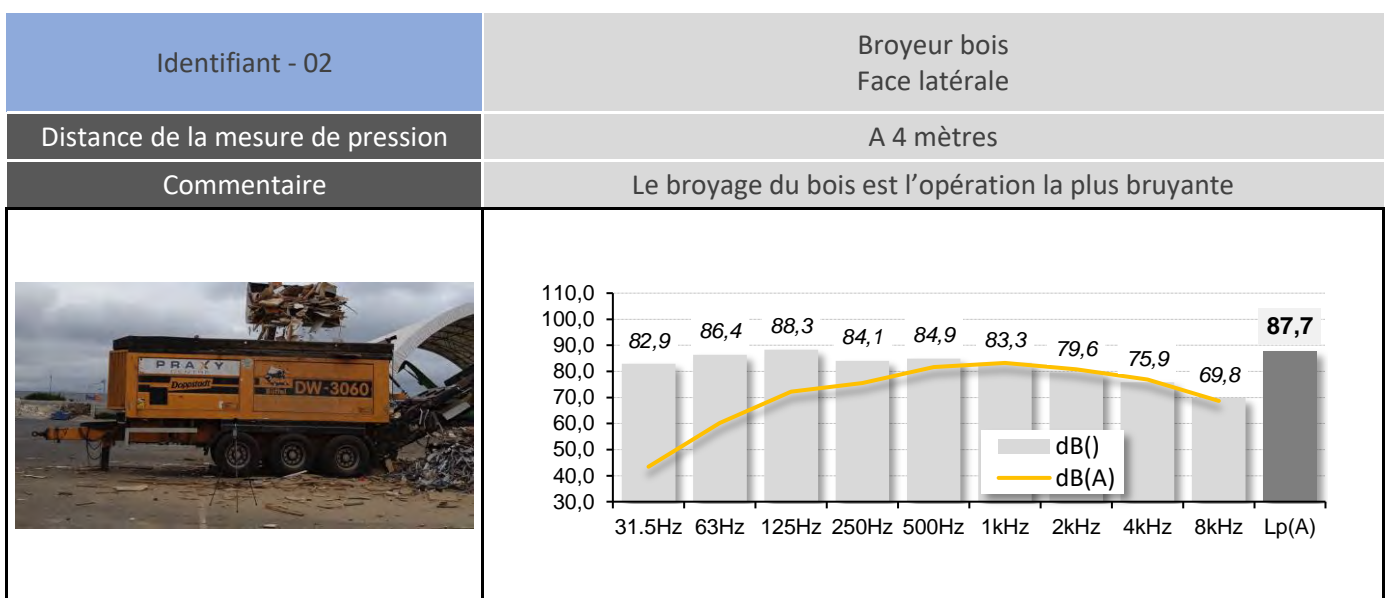 Identifiant - 02
Broyeur bois
Face latérale
Distance de la mesure de pression
A 4 mètres
Commentaire
Le broyage du bois est l’opération la plus bruyante
PRAXY
Doppstadt
Büffel
DW-3060
110,0
100,0
90,0
80,0
70,0
60,0
50,0
40,0
30,0
82,9
86,4
88,3
84,1
84,9
83,3
79,6
75,9
69,8
87,7
dB()
dB(A)
31.5Hz 63Hz 125Hz 250Hz 500Hz 1kHz 2kHz 4kHz 8kHz Lp(A)